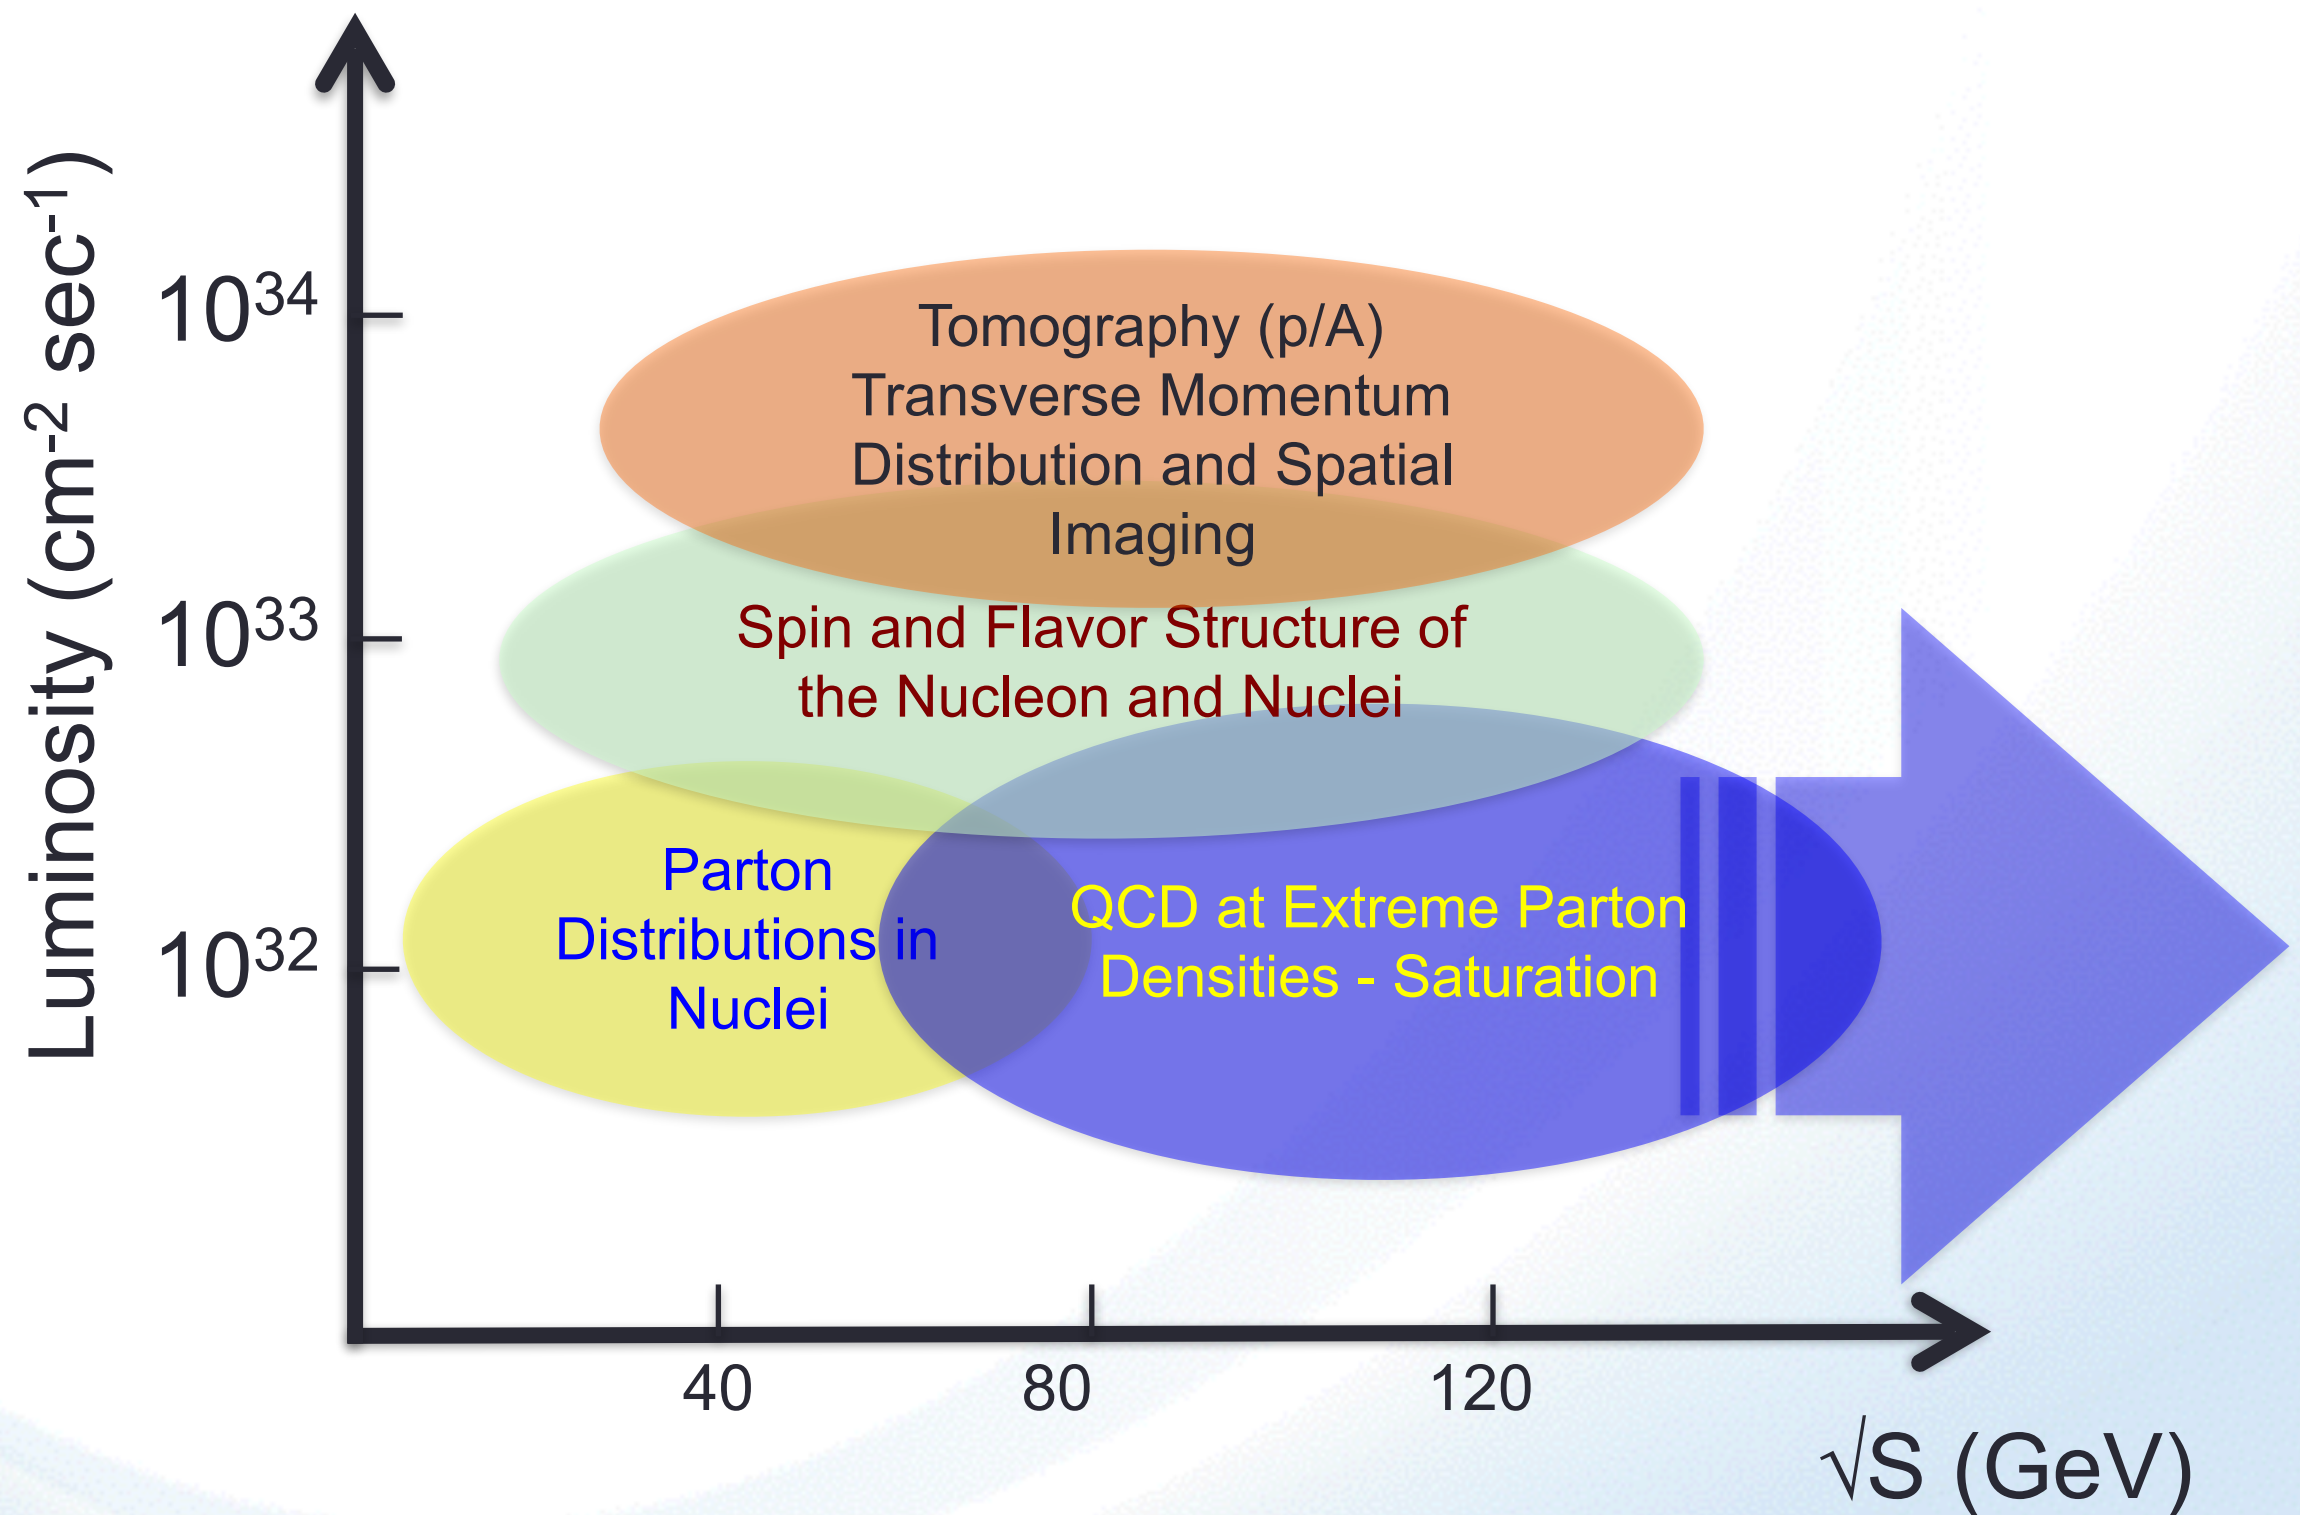 Luminosity (cm-2 sec-1)
1034
1033
1032
Tomography (p/A)
Transverse Momentum
Distribution and Spatial
Imaging
Spin and Flavor Structure of
the Nucleon and Nuclei
Parton
Distributions in
Nuclei
QCD at Extreme Parton
Densities - Saturation
40
80
120
√S (GeV)